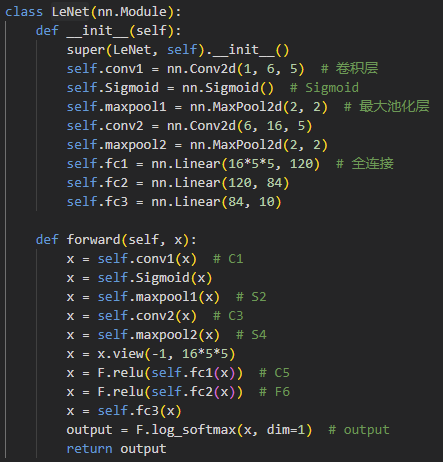 class LeNet(nn.Module):
    def __init__(self):
        super(LeNet, self).__init__()
        self.conv1 = nn.Conv2d(1, 6, 5)  # 卷积层
        self.Sigmoid = nn.Sigmoid()  # Sigmoid
        self.maxpool1 = nn.MaxPool2d(2, 2)  # 最大池化层
        self.conv2 = nn.Conv2d(6, 16, 5)
        self.maxpool2 = nn.MaxPool2d(2, 2)
        self.fc1 = nn.Linear(16*5*5, 120)  # 全连接
        self.fc2 = nn.Linear(120, 84)
        self.fc3 = nn.Linear(84, 10)

    def forward(self, x):
        x = self.conv1(x)  # C1
        x = self.Sigmoid(x)
        x = self.maxpool1(x)  # S2
        x = self.conv2(x)  # C3
        x = self.maxpool2(x)  # S4
        x = x.view(-1, 16*5*5)
        x = F.relu(self.fc1(x))  # C5
        x = F.relu(self.fc2(x))  # F6
        x = self.fc3(x)
        output = F.log_softmax(x, dim=1)  # output
        return output